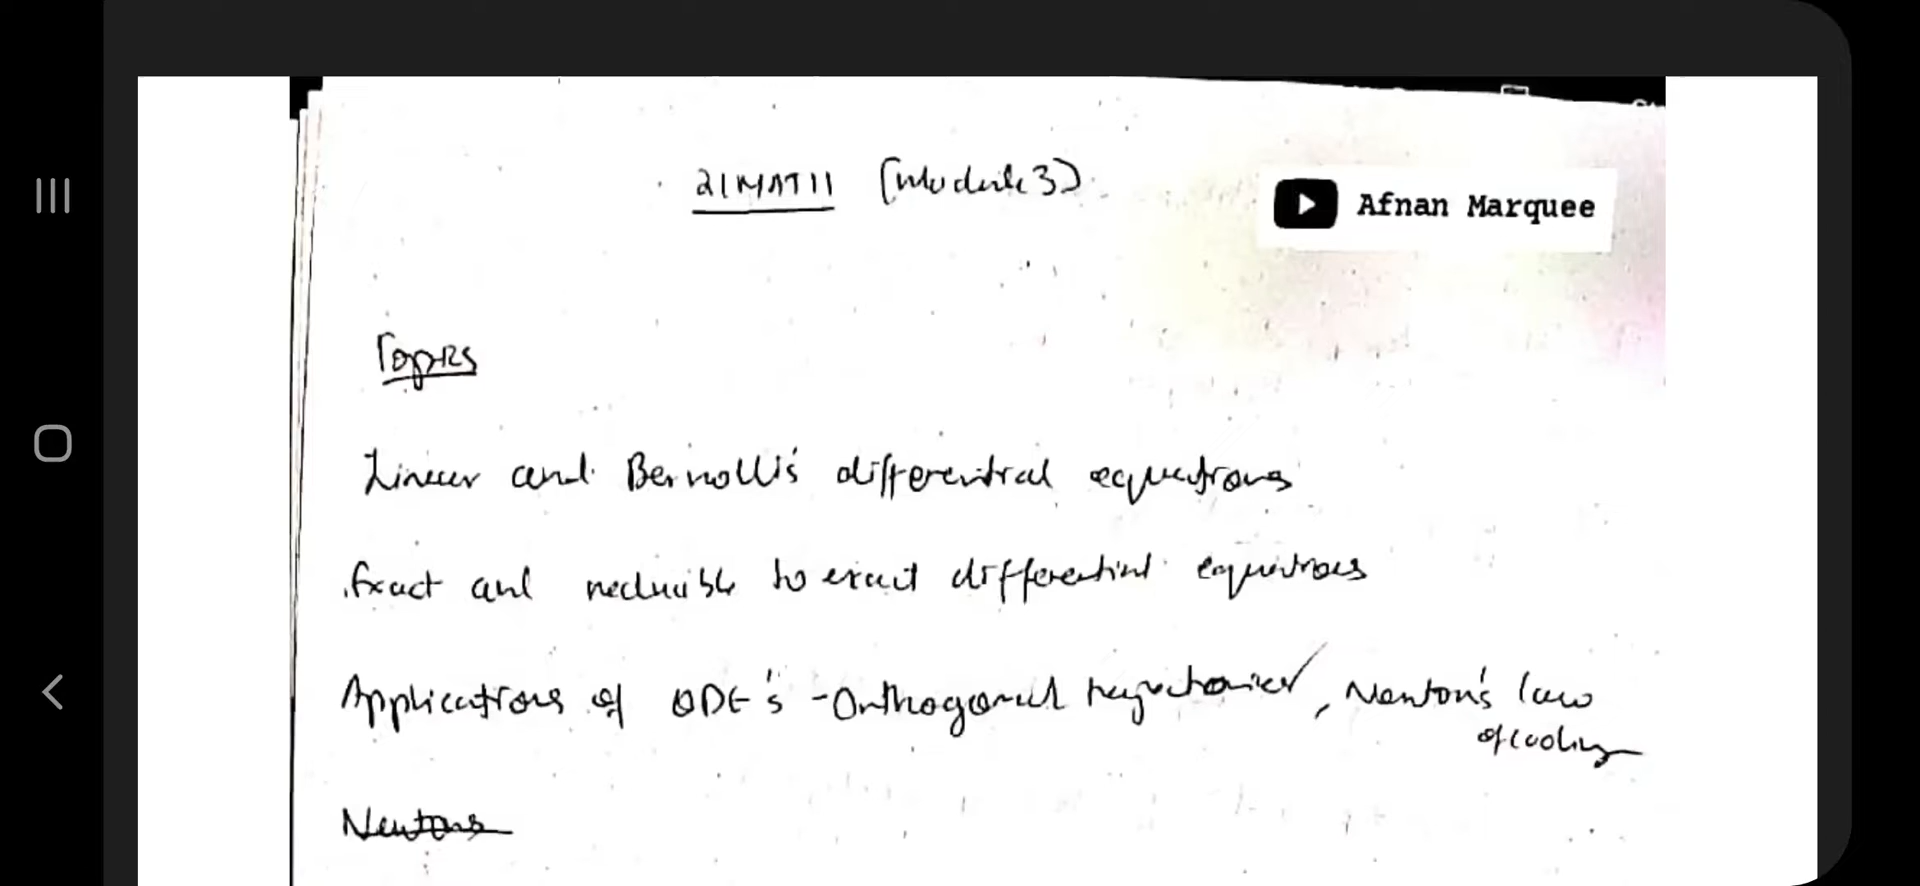 21MAT11 (Module 3)
Afnan Marquee
Topics
Linear and Bernollis differential equations
Exact and reducible to exact differential equations
Applications of ODE's - Orthogonal trajectories, Newton's law
of cooling
Newtons